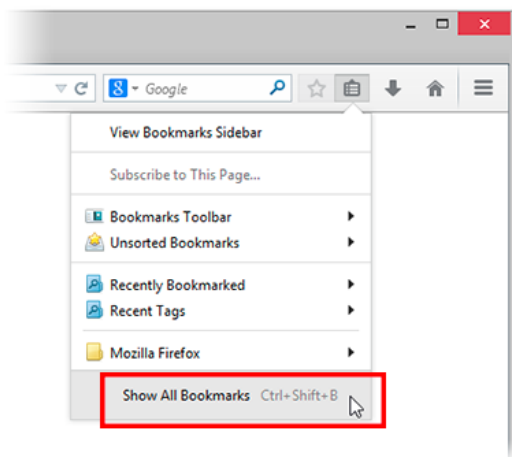 8 Google
View Bookmarks Sidebar
Subscribe to This Page...
Bookmarks Toolbar
Unsorted Bookmarks
Recently Bookmarked
Recent Tags
Mozilla Firefox
Show All Bookmarks Ctrl+Shift+B